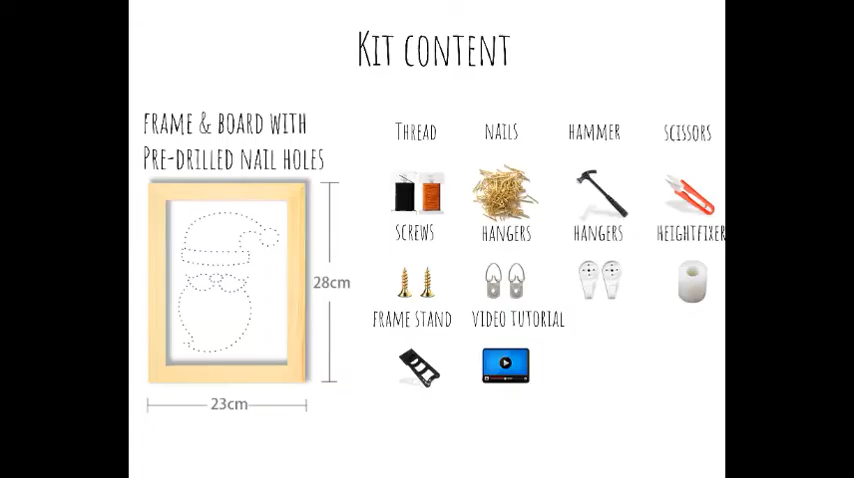 Kit content
Frame & board with
Pre-drilled nail holes
Thread
nails
hammer
scissors
screws
hangers
hangers
heightfixer
28cm
frame stand
video tutorial
23cm